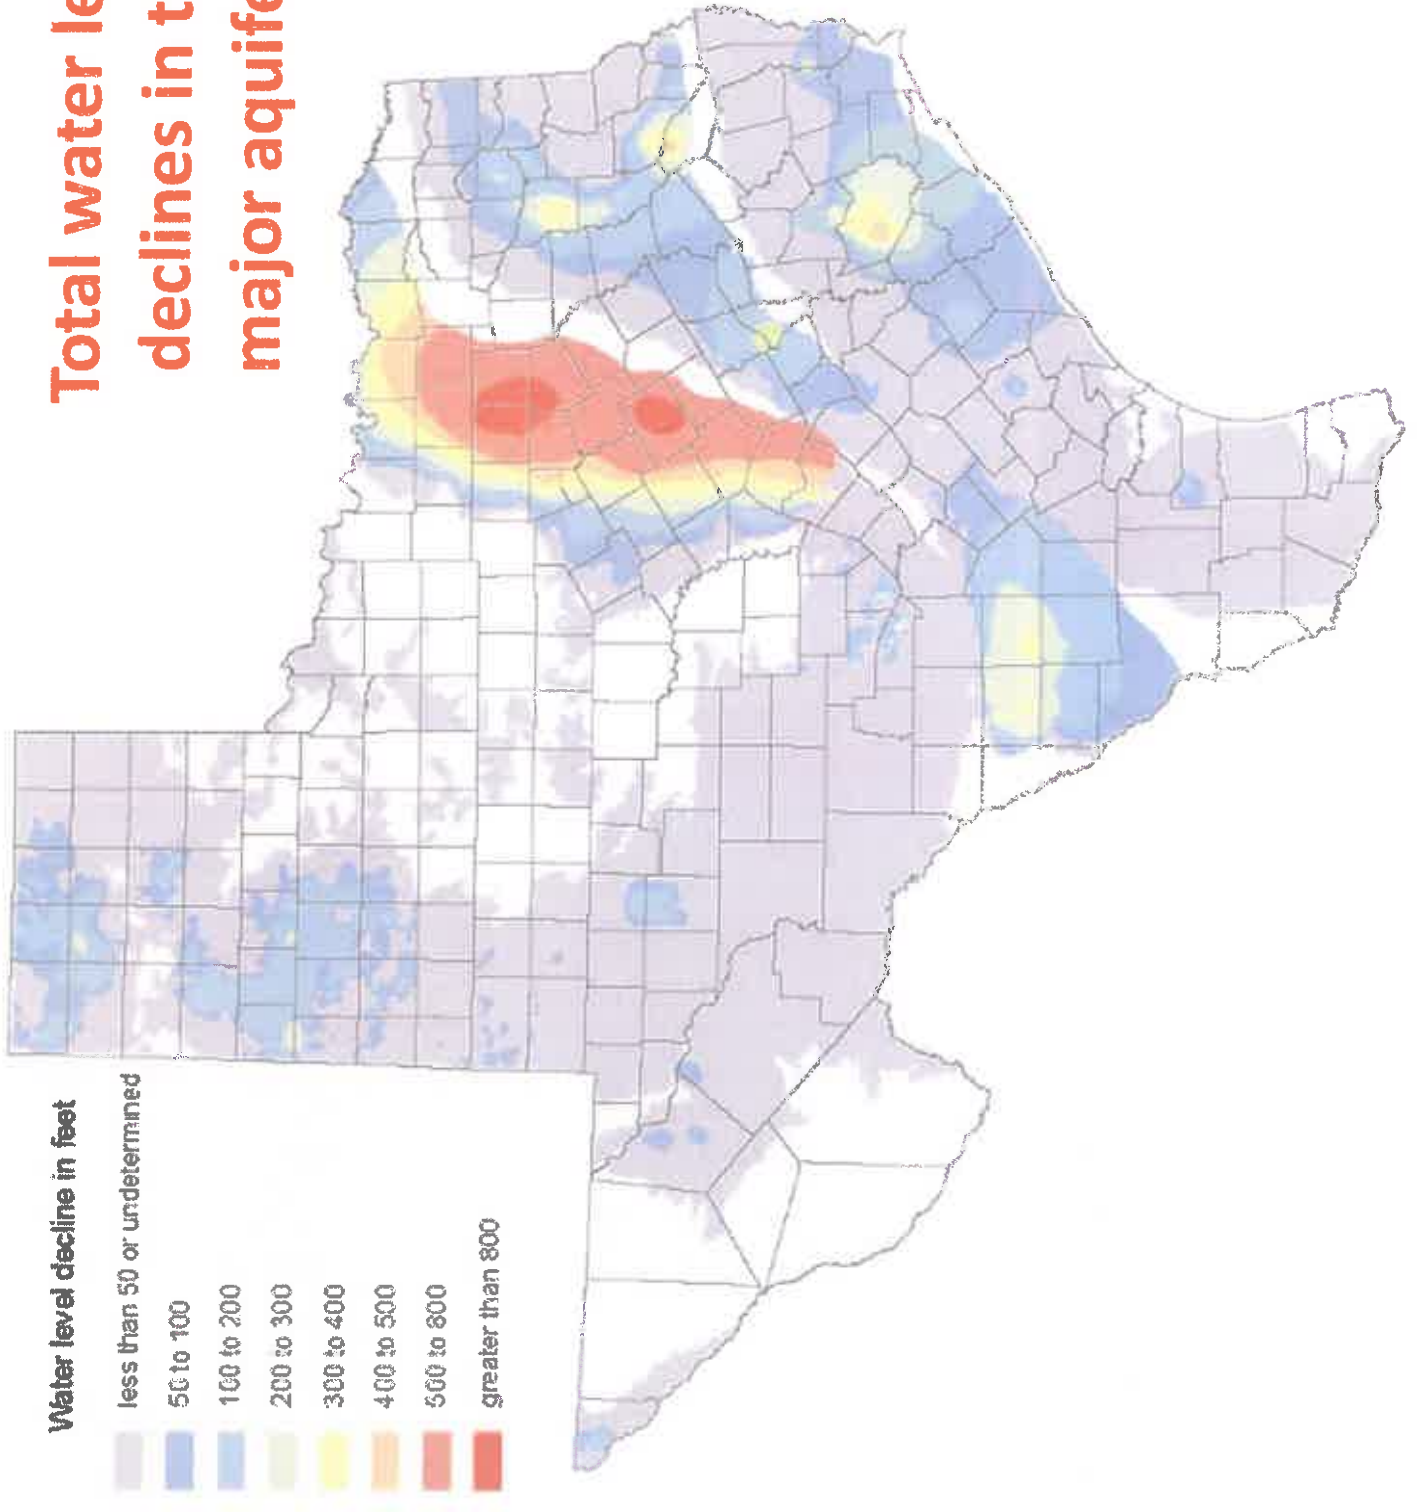 Total water le
declines in t
major aquife
Water level decline in feet
less than 50 or undetermined
50 to 100
100 to 200
200 to 300
300 to 400
400 to 500
500 to 800
greater than 800